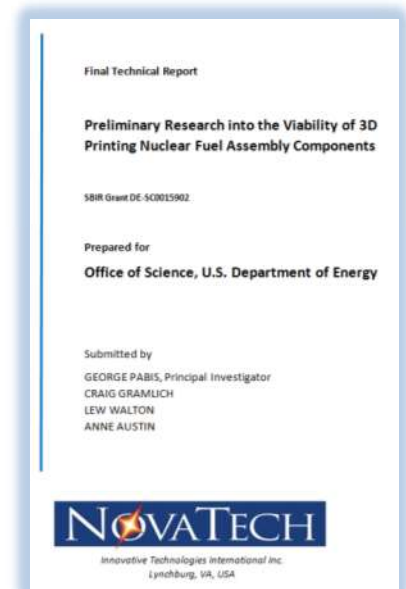 Final Technical Report
Preliminary Research into the Viability of 3D
Printing Nuclear Fuel Assembly Components
SBIR Grant DE-SC0015902
Prepared for
Office of Science, U.S. Department of Energy
Submitted by
GEORGE PABIS, Principal Investigator
CRAIG GRAMLICH
LEW WALTON
ANNE AUSTIN
NOVATECH
Innovative Technologies International Inc.
Lynchburg, VA, USA